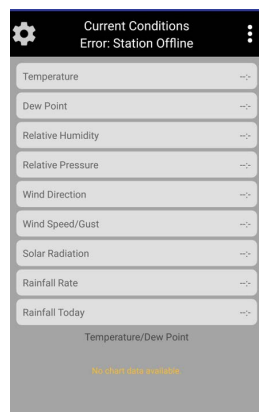 Current Conditions
Error: Station Offline
Temperature --:-
Dew Point --:-
Relative Humidity --:-
Relative Pressure --:-
Wind Direction --:-
Wind Speed/Gust --:-
Solar Radiation --:-
Rainfall Rate --:-
Rainfall Today --:-
Temperature/Dew Point
No chart data available.